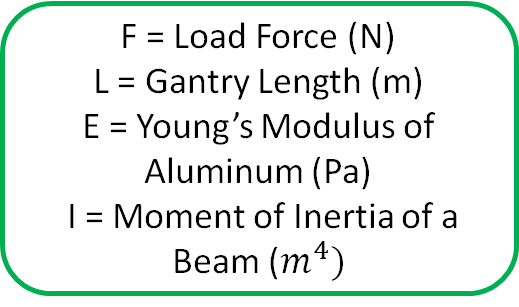 F = Load Force (N)
L = Gantry Length (m)
E = Young’s Modulus of
Aluminum (Pa)
I = Moment of Inertia of a
Beam (𝑚⁴)